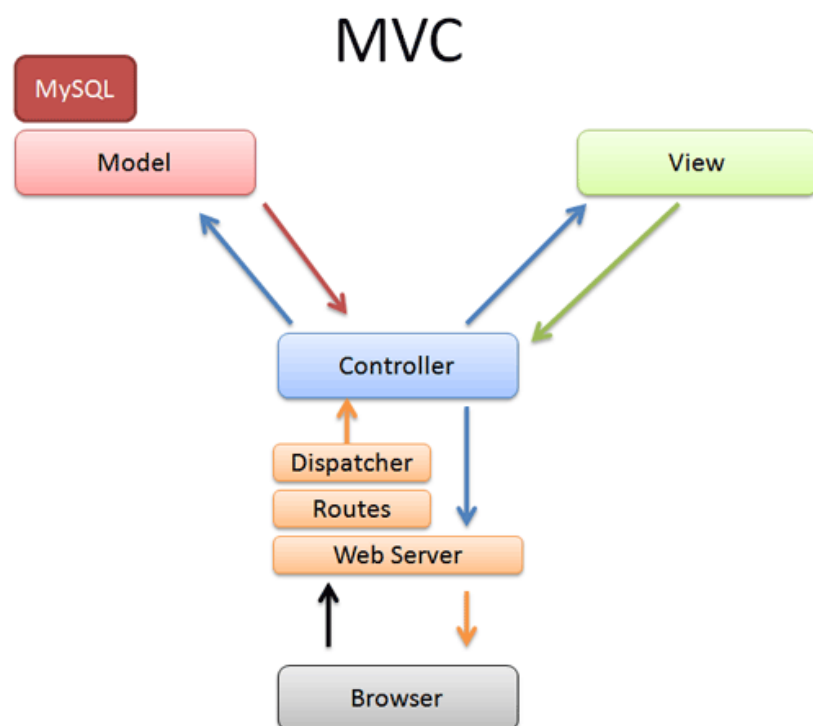 MVC
MySQL
Model
View
Controller
Dispatcher
Routes
Web Server
Browser